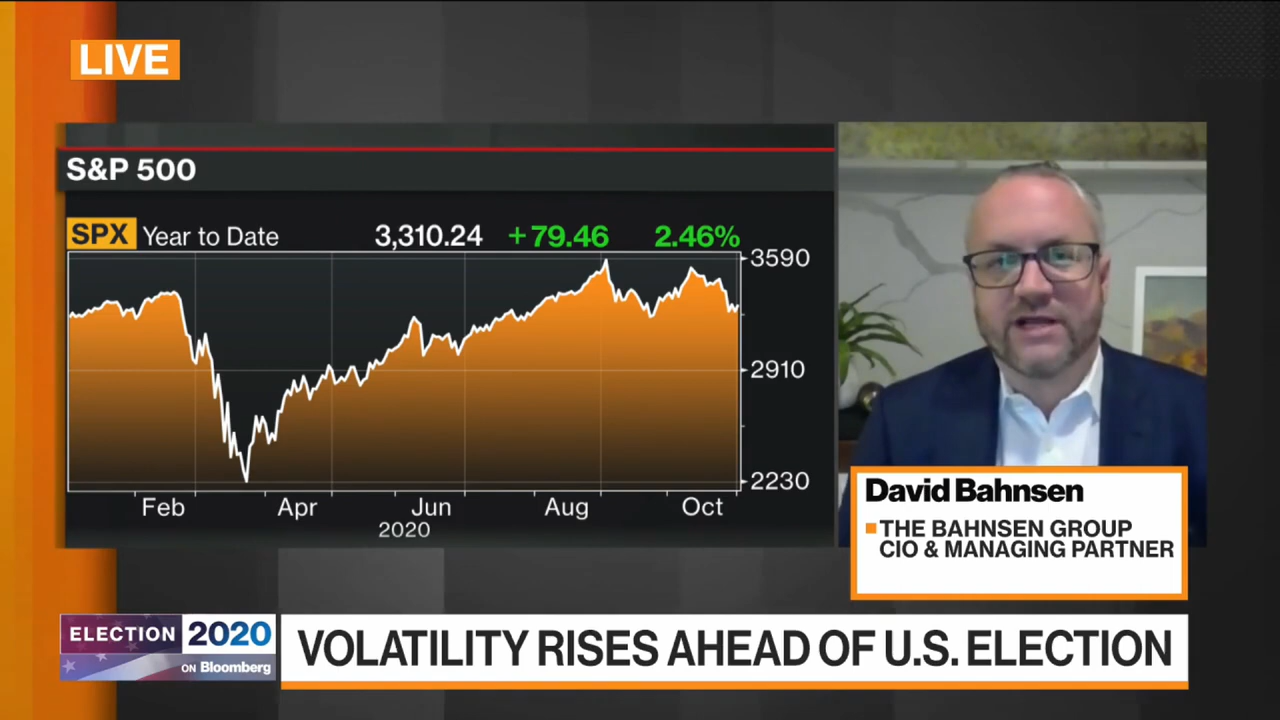 LIVE
S&P 500
SPX Year to Date 3,310.24 +79.46 2.46%
3590
2910
2230
Feb Apr Jun Aug Oct
2020
David Bahnsen
THE BAHNSEN GROUP
CIO & MANAGING PARTNER
ELECTION 2020
ON Bloomberg
VOLATILITY RISES AHEAD OF U.S. ELECTION